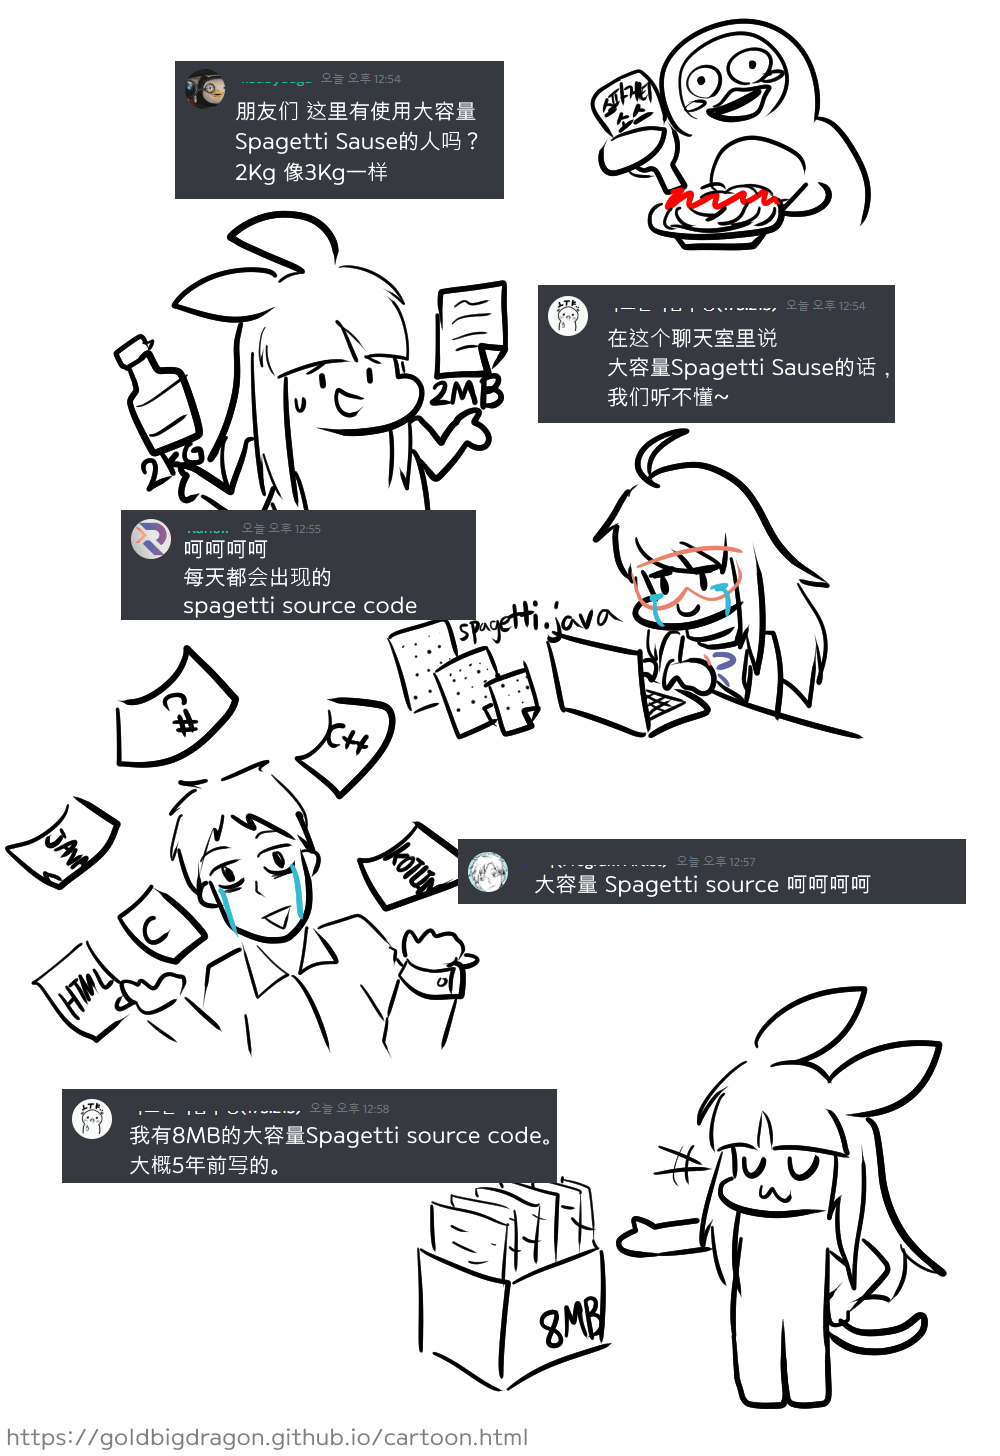 오늘 오후 12:54
朋友们 这里有使用大容量
Spagetti Sause的人吗？
2Kg 像3Kg一样
스파게티
소스
2KG
2MB
오늘 오후 12:54
在这个聊天室里说
大容量Spagetti Sause的话，
我们听不懂~
오늘 오후 12:55
呵呵呵呵
每天都会出现的
spagetti source code
spagetti.java
C#
C++
JAVA
KOTLIN
C
HTML
오늘 오후 12:57
大容量 Spagetti source 呵呵呵呵
오늘 오후 12:58
我有8MB的大容量Spagetti source code。
大概5年前写的。
8MB
https://goldbigdragon.github.io/cartoon.html